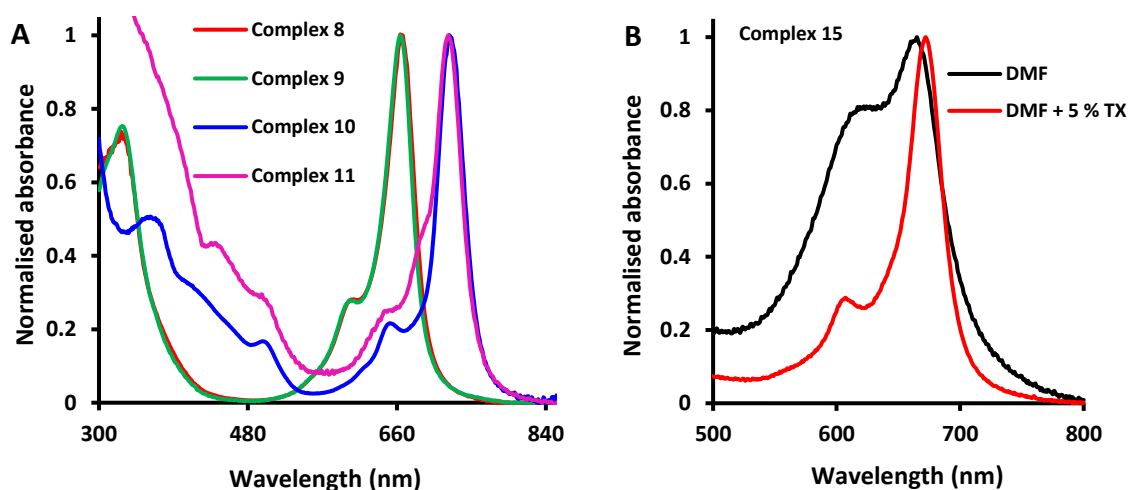 A
Complex 8
Complex 9
Complex 10
Complex 11
Normalised absorbance
1
0.8
0.6
0.4
0.2
0
300 480 660 840
Wavelength (nm)
B
Complex 15
DMF
DMF + 5 % TX
Normalised absorbance
1
0.8
0.6
0.4
0.2
0
500 600 700 800
Wavelength (nm)